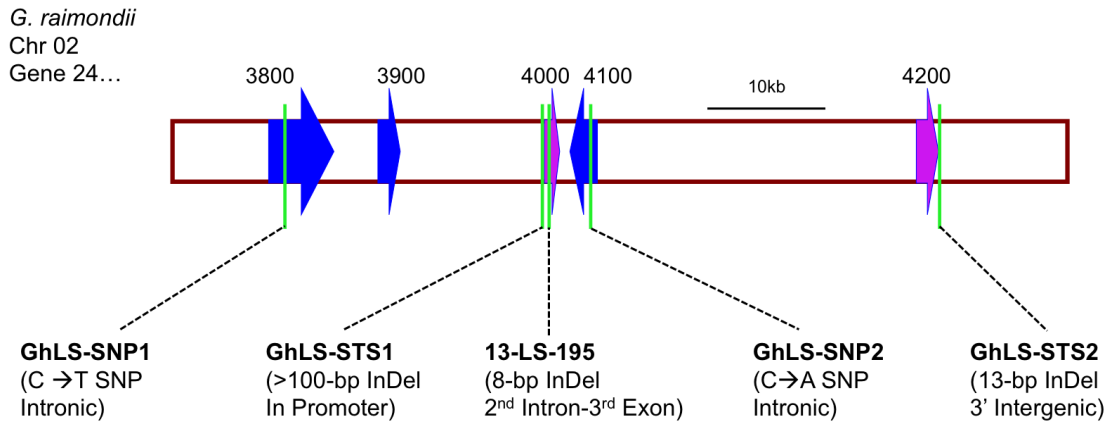 G. raimondii
Chr 02
Gene 24…
3800
3900
4000
4100
10kb
4200
GhLS-SNP1
(C →T SNP
Intronic)
GhLS-STS1
(>100-bp InDel
In Promoter)
13-LS-195
(8-bp InDel
2nd Intron-3rd Exon)
GhLS-SNP2
(C→A SNP
Intronic)
GhLS-STS2
(13-bp InDel
3’ Intergenic)